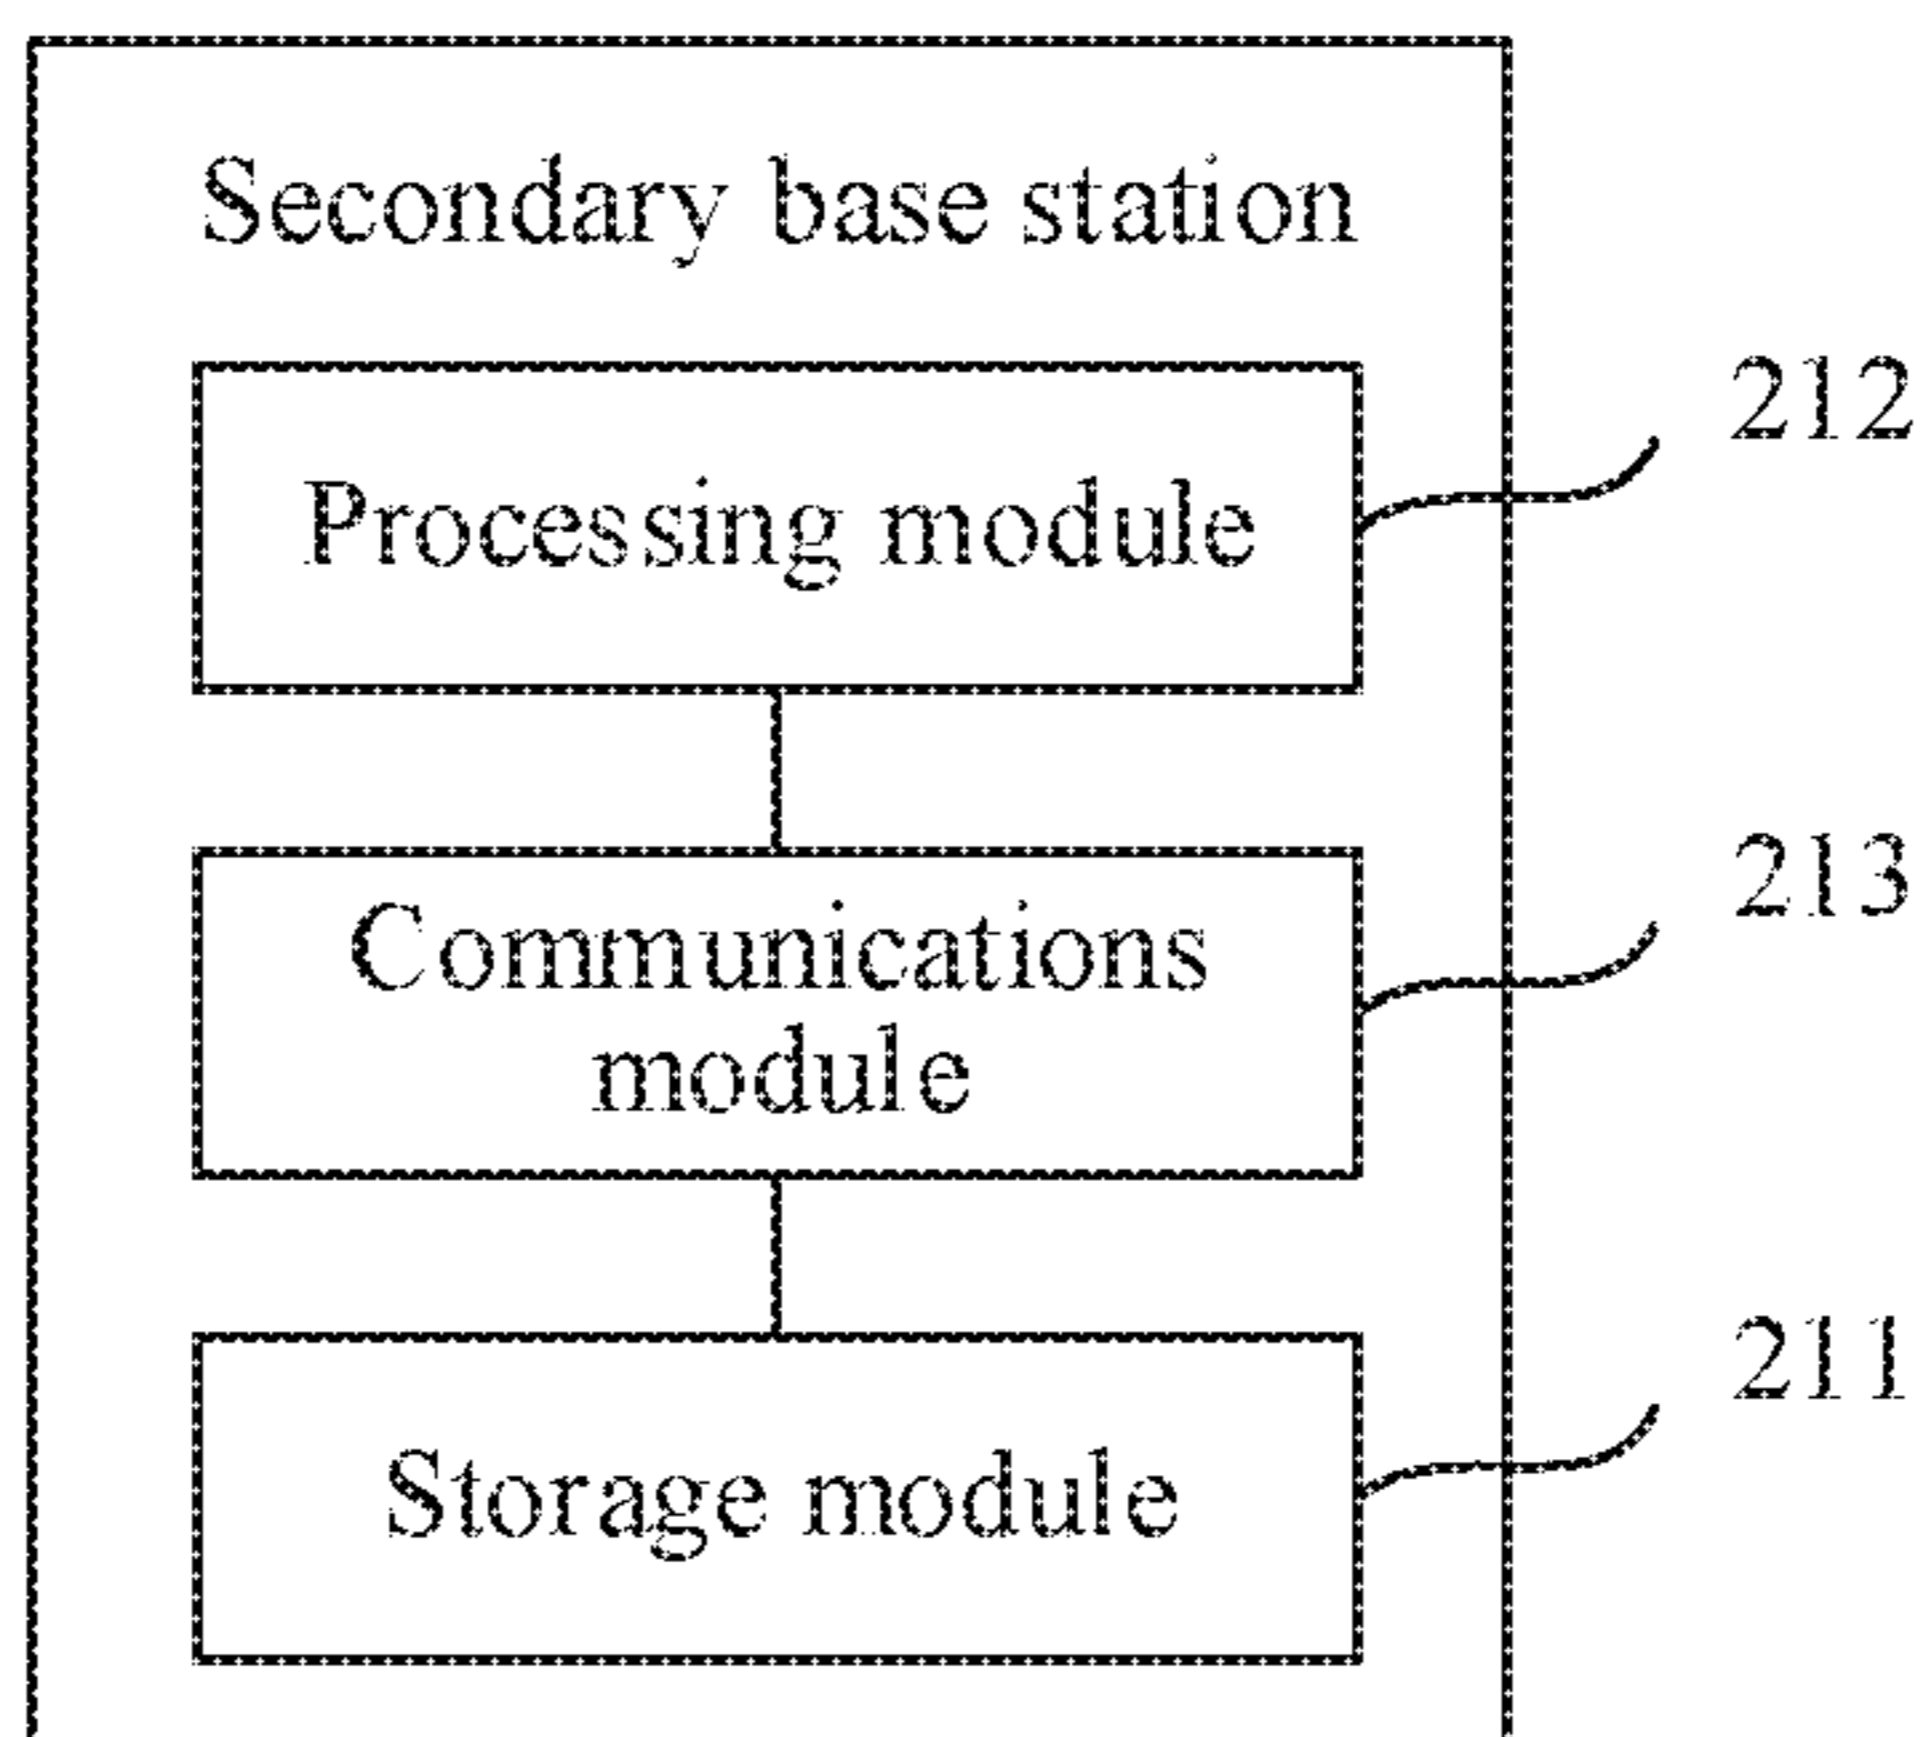 Secondary base station
212
Processing module
213
Communications
module
211
Storage module